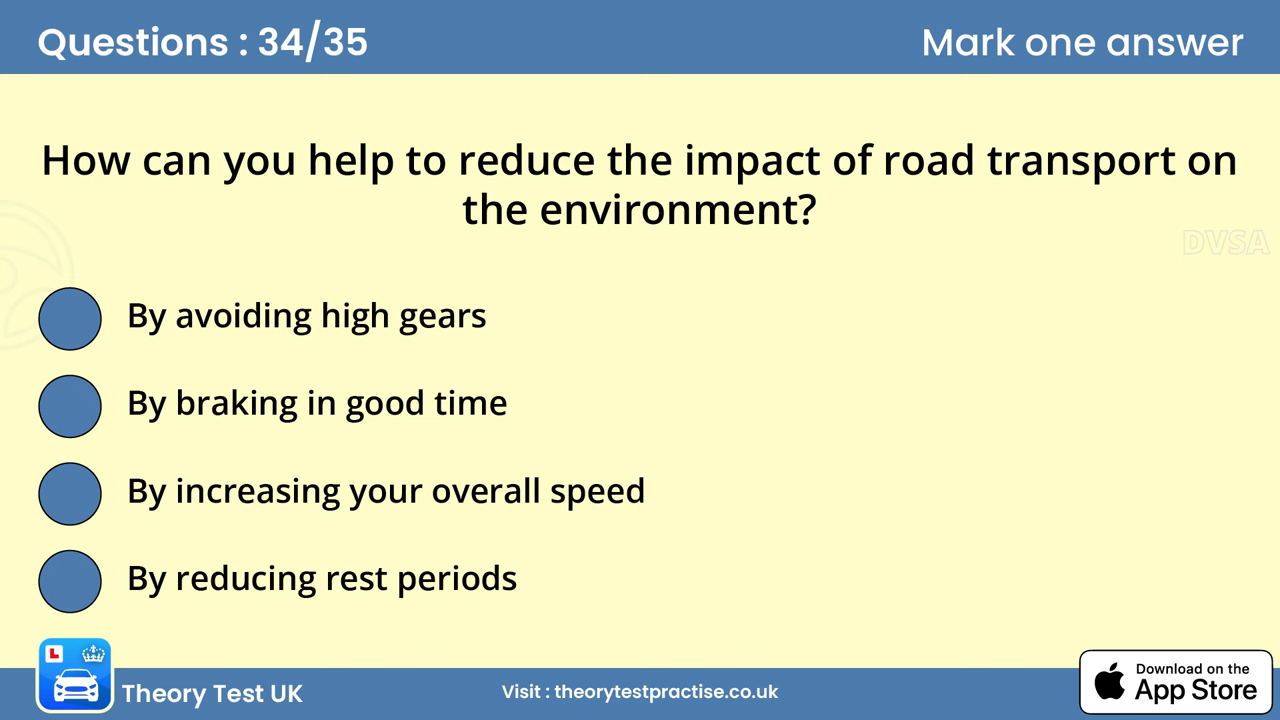 Questions : 34/35
Mark one answer
How can you help to reduce the impact of road transport on
the environment?
DVSA
By avoiding high gears
By braking in good time
By increasing your overall speed
By reducing rest periods
L
Theory Test UK
Visit : theorytestpractise.co.uk
Download on the
App Store